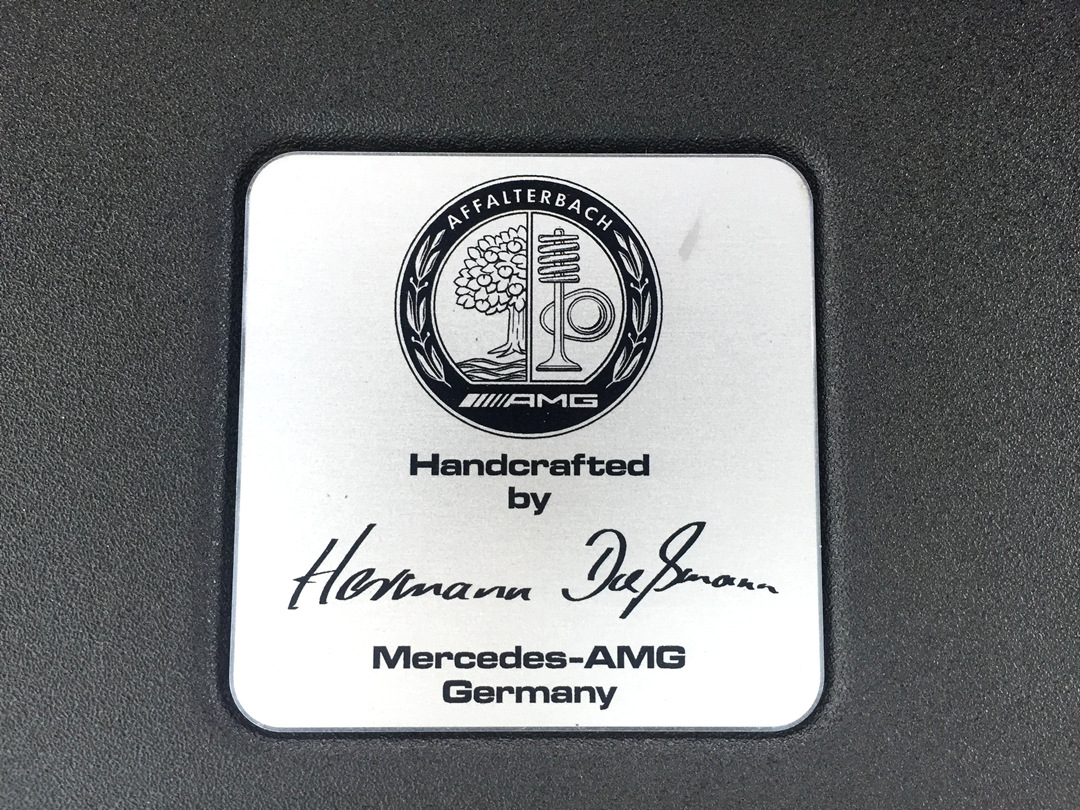 AFFALTERBACH
AMG
Handcrafted
by
Hermann
Mercedes-AMG
Germany